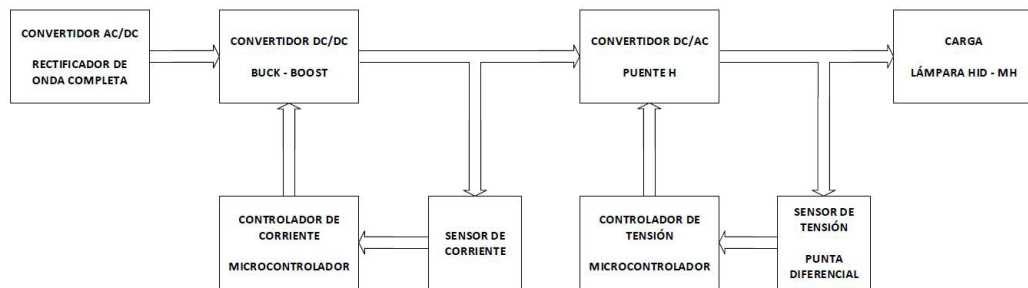 CONVERTIDOR AC/DC
RECTIFICADOR DE
ONDA COMPLETA
CONVERTIDOR DC/DC
BUCK - BOOST
CONVERTIDOR DC/AC
PUENTE H
CARGA
LÁMPARA HID - MH
CONTROLADOR DE
CORRIENTE
MICROCONTROLADOR
SENSOR DE
CORRIENTE
CONTROLADOR DE
TENSIÓN
MICROCONTROLADOR
SENSOR DE
TENSIÓN
PUNTA
DIFERENCIAL